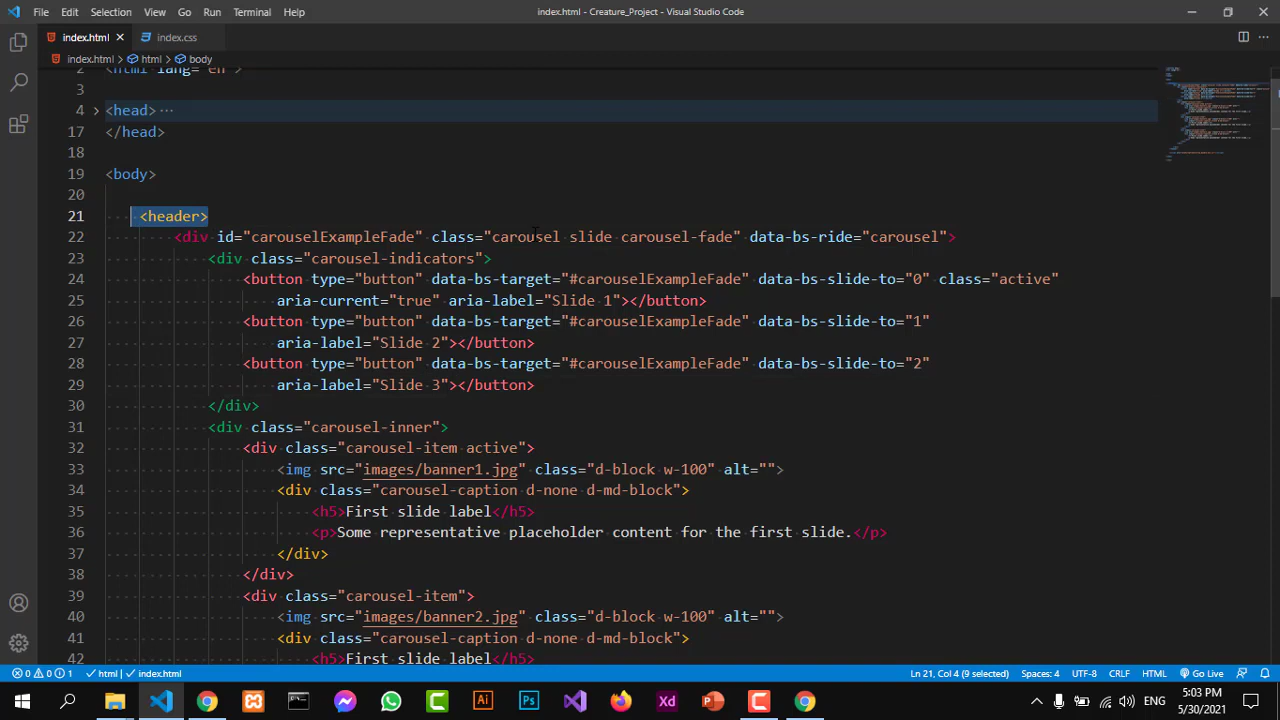 File Edit Selection View Go Run Terminal Help
index.html - Creature_Project - Visual Studio Code
index.html index.css
index.html html body
2 <html lang="en">
3
4 <head> ...
17 </head>
18
19 <body>
20
21 <header>
22 <div id="carouselExampleFade" class="carousel slide carousel-fade" data-bs-ride="carousel">
23 <div class="carousel-indicators">
24 <button type="button" data-bs-target="#carouselExampleFade" data-bs-slide-to="0" class="active"
25 aria-current="true" aria-label="Slide 1"></button>
26 <button type="button" data-bs-target="#carouselExampleFade" data-bs-slide-to="1"
27 aria-label="Slide 2"></button>
28 <button type="button" data-bs-target="#carouselExampleFade" data-bs-slide-to="2"
29 aria-label="Slide 3"></button>
30 </div>
31 <div class="carousel-inner">
32 <div class="carousel-item active">
33 <img src="images/banner1.jpg" class="d-block w-100" alt="">
34 <div class="carousel-caption d-none d-md-block">
35 <h5>First slide label</h5>
36 <p>Some representative placeholder content for the first slide.</p>
37 </div>
38 </div>
39 <div class="carousel-item">
40 <img src="images/banner2.jpg" class="d-block w-100" alt="">
41 <div class="carousel-caption d-none d-md-block">
42 <h5>First slide label</h5>
0 0 1 html index.html Ln 21, Col 4 (9 selected) Spaces: 4 UTF-8 CRLF HTML Go Live
Ai Ps Xd ENG
5:03 PM
5/30/2021